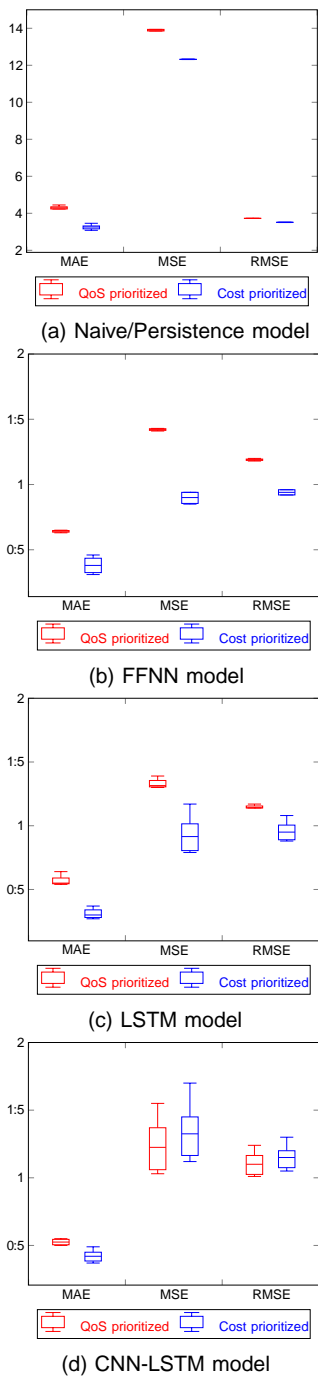 14
12
10
8
6
4
2
MAE MSE RMSE
QoS prioritized Cost prioritized
(a) Naive/Persistence model
2
1:5
1
0:5
MAE MSE RMSE
QoS prioritized Cost prioritized
(b) FFNN model
2
1:5
1
0:5
MAE MSE RMSE
QoS prioritized Cost prioritized
(c) LSTM model
2
1:5
1
0:5
MAE MSE RMSE
QoS prioritized Cost prioritized
(d) CNN-LSTM model